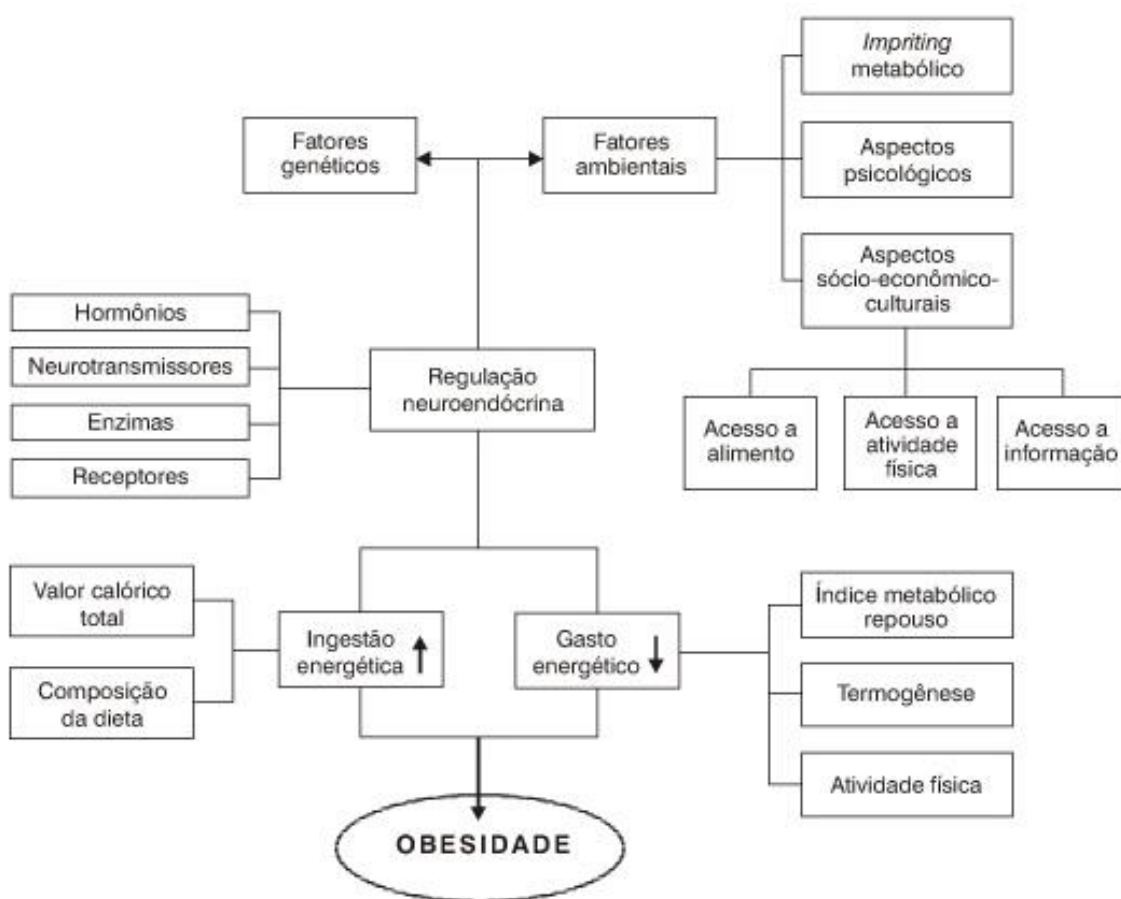 Impriting
metabólico
Fatores
genéticos
Fatores
ambientais
Aspectos
psicológicos
Aspectos
sócio-econômico-
culturais
Hormônios
Neurotransmissores
Enzimas
Receptores
Regulação
neuroendócrina
Acesso a
alimento
Acesso a
atividade
física
Acesso a
informação
Valor calórico
total
Composição
da dieta
Ingestão
energética
Gasto
energético
Índice metabólico
repouso
Termogênese
Atividade física
OBESIDADE